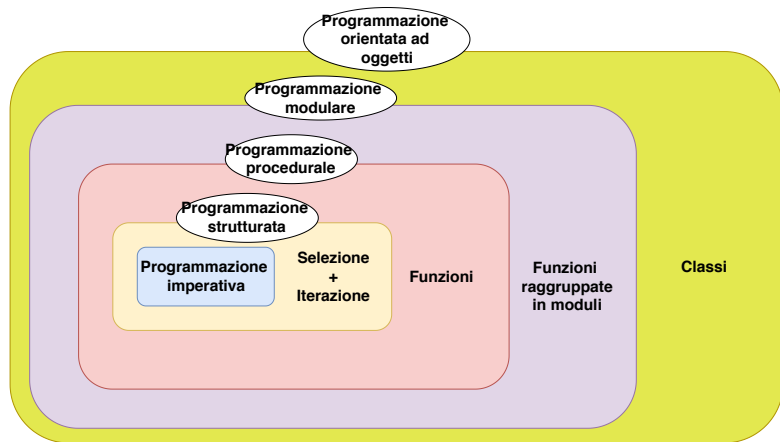 Programmazione
orientata ad
oggetti
Programmazione
modulare
Programmazione
procedurale
Programmazione
strutturata
Programmazione
imperativa
Selezione
+
Iterazione
Funzioni
Funzioni
raggruppate
in moduli
Classi